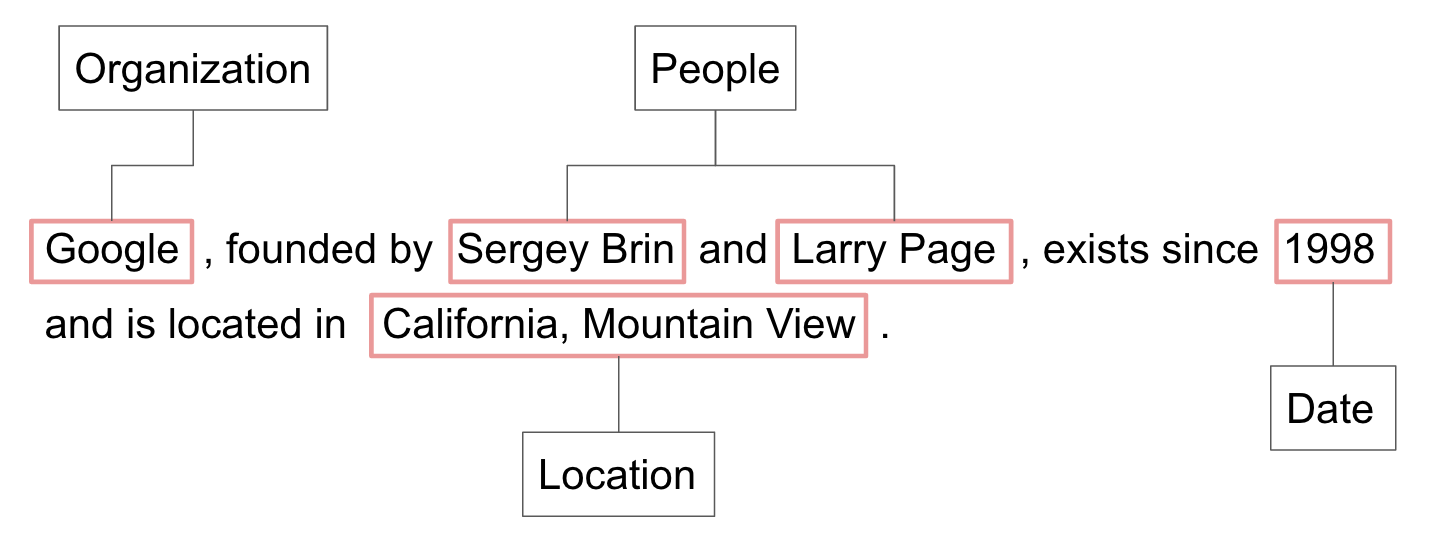 Organization People
Google , founded by Sergey Brin and Larry Page , exists since 1998
and is located in California, Mountain View .
Date
Location